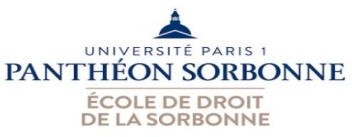 UNIVERSITÉ PARIS 1
PANTHÉON SORBONNE
ÉCOLE DE DROIT
DE LA SORBONNE